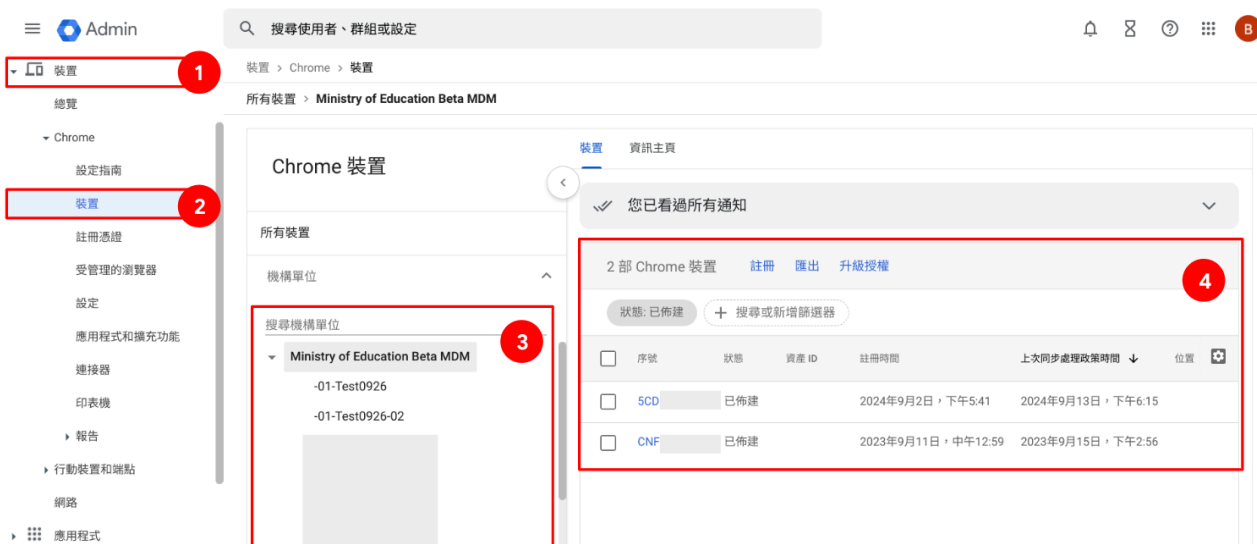 Admin
搜尋使用者、群組或設定
B
裝置
1
總覽
Chrome
設定指南
裝置
2
註冊憑證
受管理的瀏覽器
設定
應用程式和擴充功能
連接器
印表機
報告
行動裝置和端點
網路
應用程式
裝置 > Chrome > 裝置
所有裝置 > Ministry of Education Beta MDM
Chrome 裝置
所有裝置
機構單位
搜尋機構單位
3
Ministry of Education Beta MDM
-01-Test0926
-01-Test0926-02
裝置 資訊主頁
您已看過所有通知
2 部 Chrome 裝置 註冊 匯出 升級授權
4
狀態: 已佈建 + 搜尋或新增篩選器
序號 狀態 資產 ID 註冊時間 上次同步處理政策時間 ↓ 位置
5CD 已佈建 2024年9月2日，下午5:41 2024年9月13日，下午6:15
CNF 已佈建 2023年9月11日，中午12:59 2023年9月15日，下午2:56